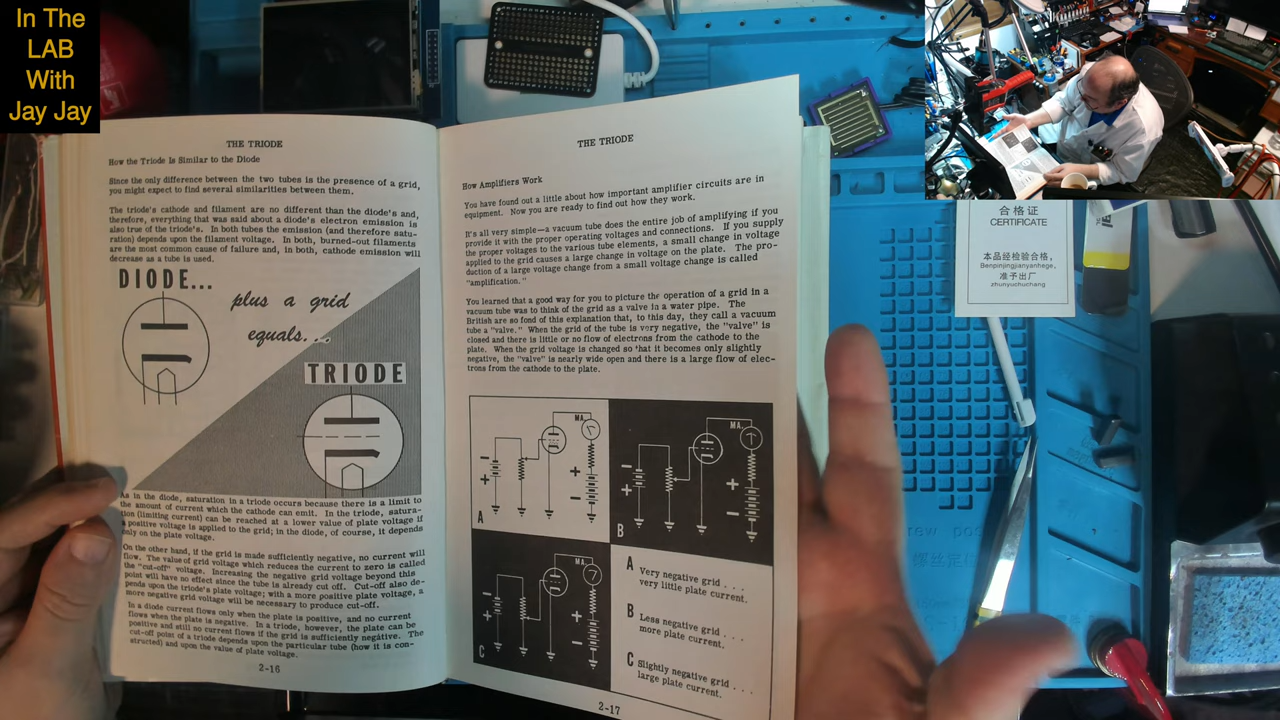 In The
LAB
With
Jay Jay
THE TRIODE
How the Triode Is Similar to the Diode
Since the only difference between the two tubes is the presence of a grid,
you might expect to find several similarities between them.
The triode's cathode and filament are no different than the diode's and,
therefore, everything that was said about a diode's electron emission is
also true of the triode's. In both tubes the emission (and therefore satu-
ration) depends upon the filament voltage. In both, burned-out filaments
are the most common cause of failure and, in both, cathode emission will
decrease as a tube is used.
DIODE...
plus a grid
equals...
TRIODE
As in the diode, saturation in a triode occurs because there is a limit to
the amount of current which the cathode can emit. In the triode, satura-
tion (limiting current) can be reached at a lower value of plate voltage if
a positive voltage is applied to the grid; in the diode, of course, it depends
only on the plate voltage.
On the other hand, if the grid is made sufficiently negative, no current will
flow. The value of grid voltage which reduces the current to zero is called
the "cut-off" voltage. Increasing the negative grid voltage beyond this
point will have no effect since the tube is already cut off. Cut-off also de-
pends upon the triode's plate voltage; with a more positive plate voltage, a
more negative grid voltage will be necessary to produce cut-off.
In a diode current flows only when the plate is positive, and no current
flows when the plate is negative. In a triode, however, the plate can be
positive and still no current flows if the grid is sufficiently negative. The
cut-off point of a triode depends upon the particular tube (how it is con-
structed) and upon the value of plate voltage.
2-16
THE TRIODE
How Amplifiers Work
You have found out a little about how important amplifier circuits are in
equipment. Now you are ready to find out how they work.
It's all very simple—a vacuum tube does the entire job of amplifying if you
provide it with the proper operating voltages and connections. If you supply
the proper voltages to the various tube elements, a small change in voltage
applied to the grid causes a large change in voltage on the plate. The pro-
duction of a large voltage change from a small voltage change is called
"amplification."
You learned that a good way for you to picture the operation of a grid in a
vacuum tube was to think of the grid as a valve in a water pipe. The
British are so fond of this explanation that, to this day, they call a vacuum
tube a "valve." When the grid of the tube is very negative, the "valve" is
closed and there is little or no flow of electrons from the cathode to the
plate. When the grid voltage is changed so that it becomes only slightly
negative, the "valve" is nearly wide open and there is a large flow of elec-
trons from the cathode to the plate.
MA.
A
MA.
B
MA.
C
A Very negative grid . . .
very little plate current.
B Less negative grid . . .
more plate current.
C Slightly negative grid . . .
large plate current.
2-17
合格证
CERTIFICATE
本品经检验合格,
Benpinjingjianyanhege,
准予出厂
zhunyuchuchang
螺丝定位